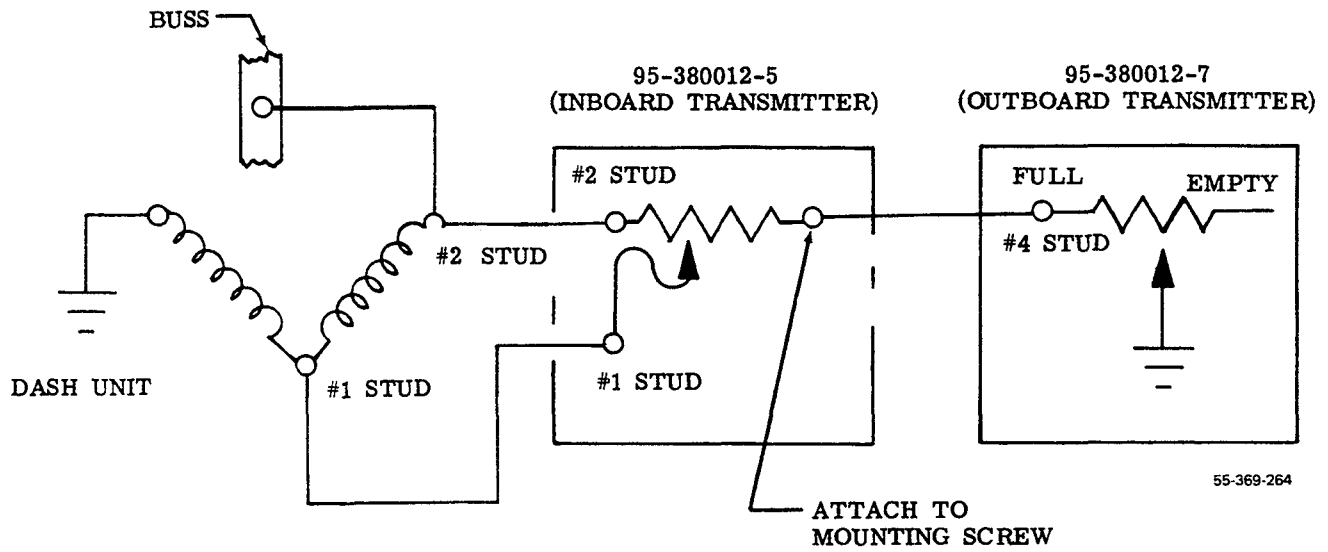 BUSS
95-380012-5
(INBOARD TRANSMITTER)
95-380012-7
(OUTBOARD TRANSMITTER)
#2 STUD
FULL
EMPTY
#2 STUD
#4 STUD
#1 STUD
DASH UNIT
#1 STUD
55-369-264
ATTACH TO
MOUNTING SCREW